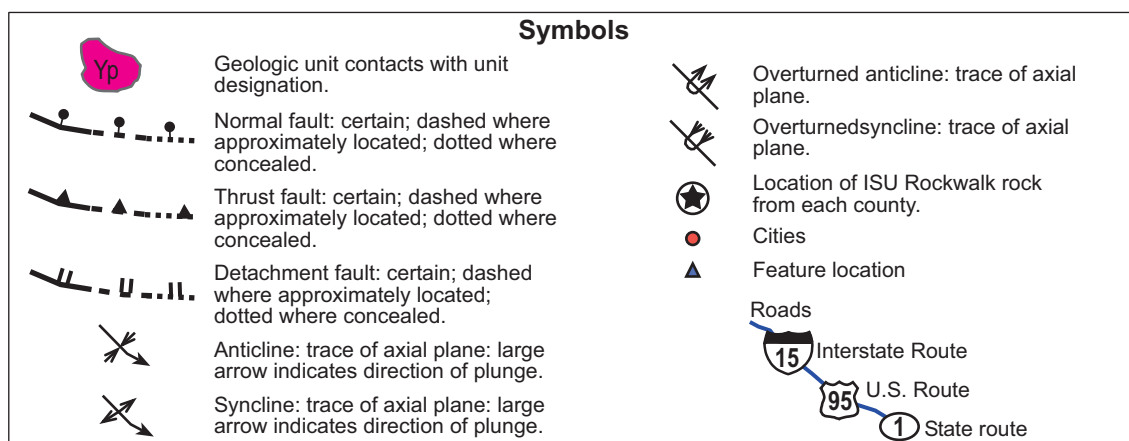 Symbols
Yp
Geologic unit contacts with unit
designation.
Normal fault: certain; dashed where
approximately located; dotted where
concealed.
Thrust fault: certain; dashed where
approximately located; dotted where
concealed.
Detachment fault: certain; dashed
where approximately located;
dotted where concealed.
Anticline: trace of axial plane: large
arrow indicates direction of plunge.
Syncline: trace of axial plane: large
arrow indicates direction of plunge.
Overturned anticline: trace of axial
plane.
Overturnedsyncline: trace of axial
plane.
Location of ISU Rockwalk rock
from each county.
Cities
Feature location
Roads
15 Interstate Route
95 U.S. Route
1 State route